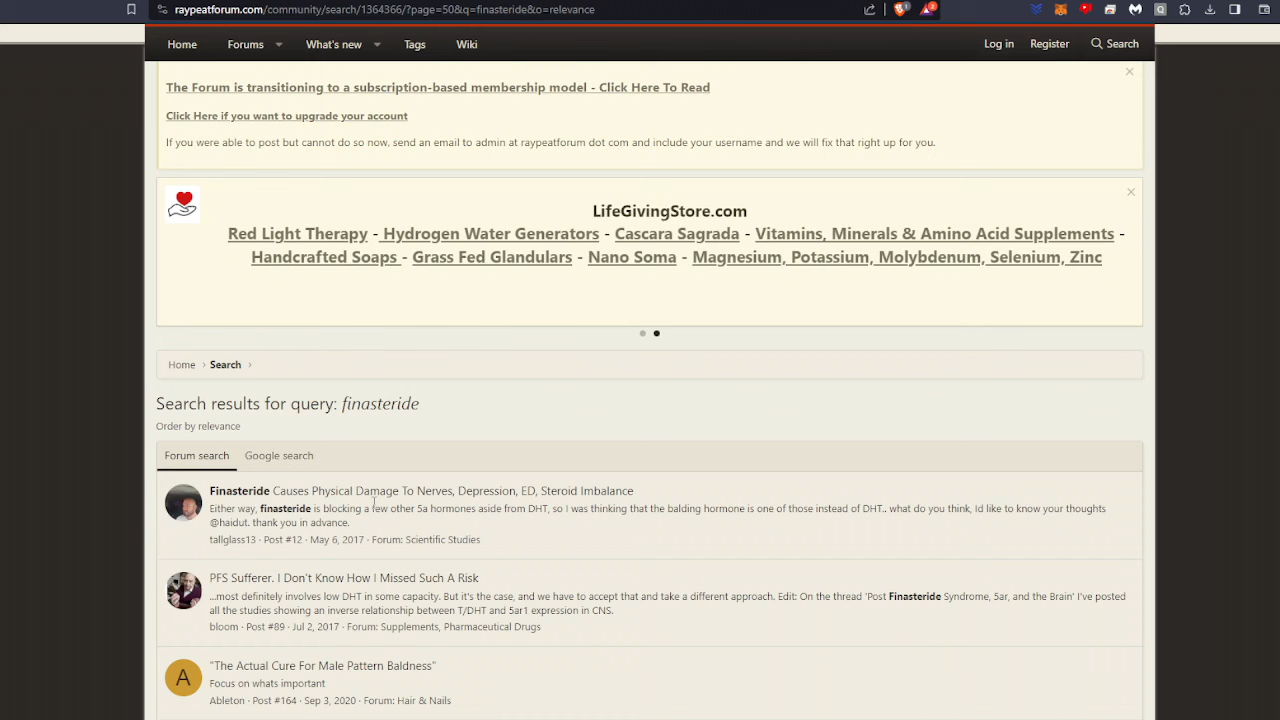 raypeatforum.com/community/search/1364366/?page=50&q=finasteride&o=relevance
Home Forums What's new Tags Wiki Log in Register Search
The Forum is transitioning to a subscription-based membership model - Click Here To Read
Click Here if you want to upgrade your account
If you were able to post but cannot do so now, send an email to admin at raypeatforum dot com and include your username and we will fix that right up for you.
LifeGivingStore.com
Red Light Therapy - Hydrogen Water Generators - Cascara Sagrada - Vitamins, Minerals & Amino Acid Supplements -
Handcrafted Soaps - Grass Fed Glandulars - Nano Soma - Magnesium, Potassium, Molybdenum, Selenium, Zinc
Home › Search ›
Search results for query: finasteride
Order by relevance
Forum search Google search
Finasteride Causes Physical Damage To Nerves, Depression, ED, Steroid Imbalance
Either way, finasteride is blocking a few other 5a hormones aside from DHT, so I was thinking that the balding hormone is one of those instead of DHT.. what do you think, Id like to know your thoughts
@haidut. thank you in advance.
tallglass13 · Post #12 · May 6, 2017 · Forum: Scientific Studies
PFS Sufferer. I Don't Know How I Missed Such A Risk
...most definitely involves low DHT in some capacity. But it's the case, and we have to accept that and take a different approach. Edit: On the thread 'Post Finasteride Syndrome, 5ar, and the Brain' I've posted
all the studies showing an inverse relationship between T/DHT and 5ar1 expression in CNS.
bloom · Post #89 · Jul 2, 2017 · Forum: Supplements, Pharmaceutical Drugs
A
"The Actual Cure For Male Pattern Baldness"
Focus on whats important
Ableton · Post #164 · Sep 3, 2020 · Forum: Hair & Nails